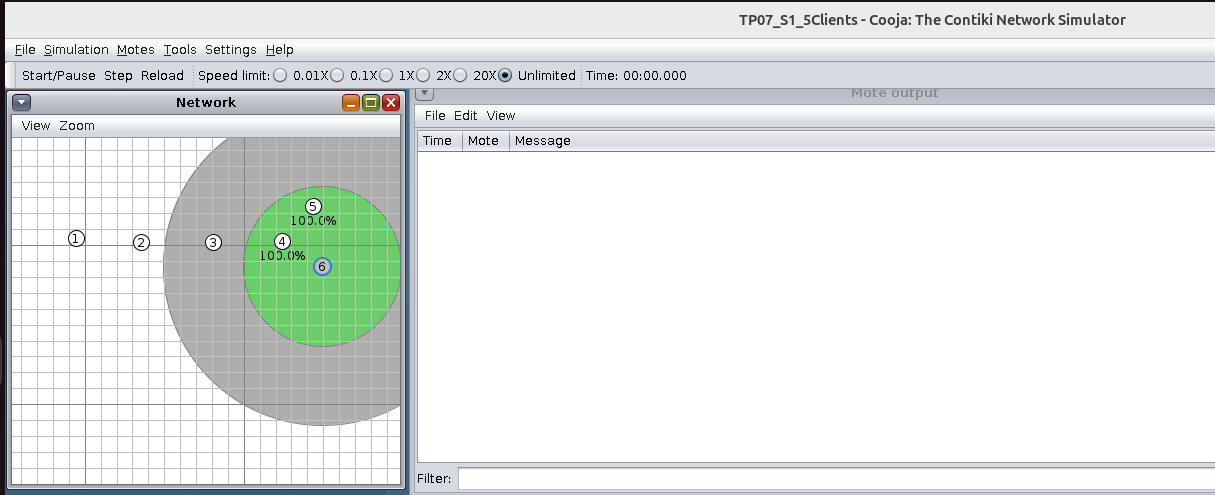 TP07_S1_5Clients - Cooja: The Contiki Network Simulator
File Simulation Motes Tools Settings Help
Start/Pause Step Reload Speed limit: 0.01X 0.1X 1X 2X 20X Unlimited Time: 00:00.000
Network
View Zoom
5
100.0%
1 2 3 4
100.0%
6
Mote output
File Edit View
Time Mote Message
Filter: